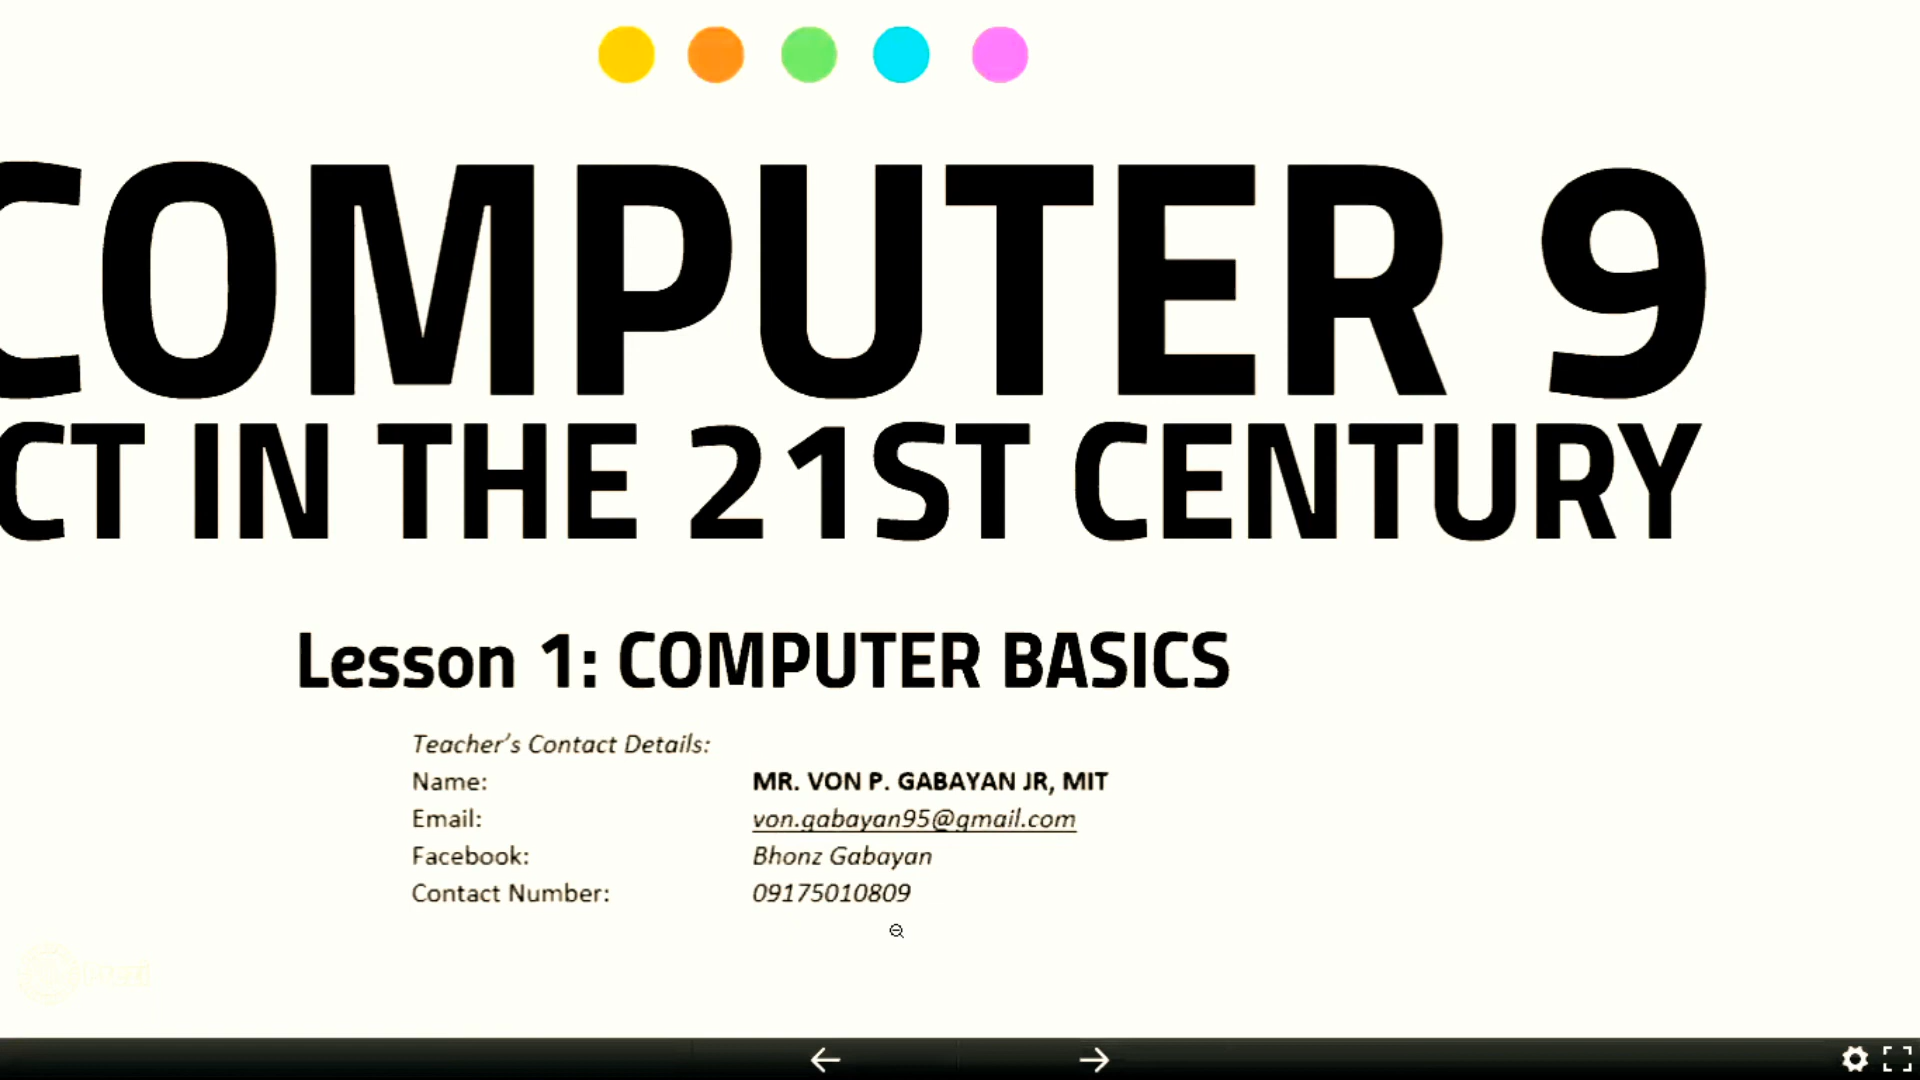 COMPUTER 9
CT IN THE 21ST CENTURY
Lesson 1: COMPUTER BASICS
Teacher's Contact Details:
Name: MR. VON P. GABAYAN JR, MIT
Email: von.gabayan95@gmail.com
Facebook: Bhonz Gabayan
Contact Number: 09175010809